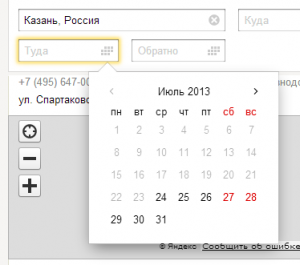 Казань, Россия
Куда
Туда
Обратно
+7 (495) 647-00
ул. Спартаковс
Июль 2013
пн вт ср чт пт сб вс
1 2 3 4 5 6 7
8 9 10 11 12 13 14
15 16 17 18 19 20 21
22 23 24 25 26 27 28
29 30 31
© Яндекс Сообщить об ошибке